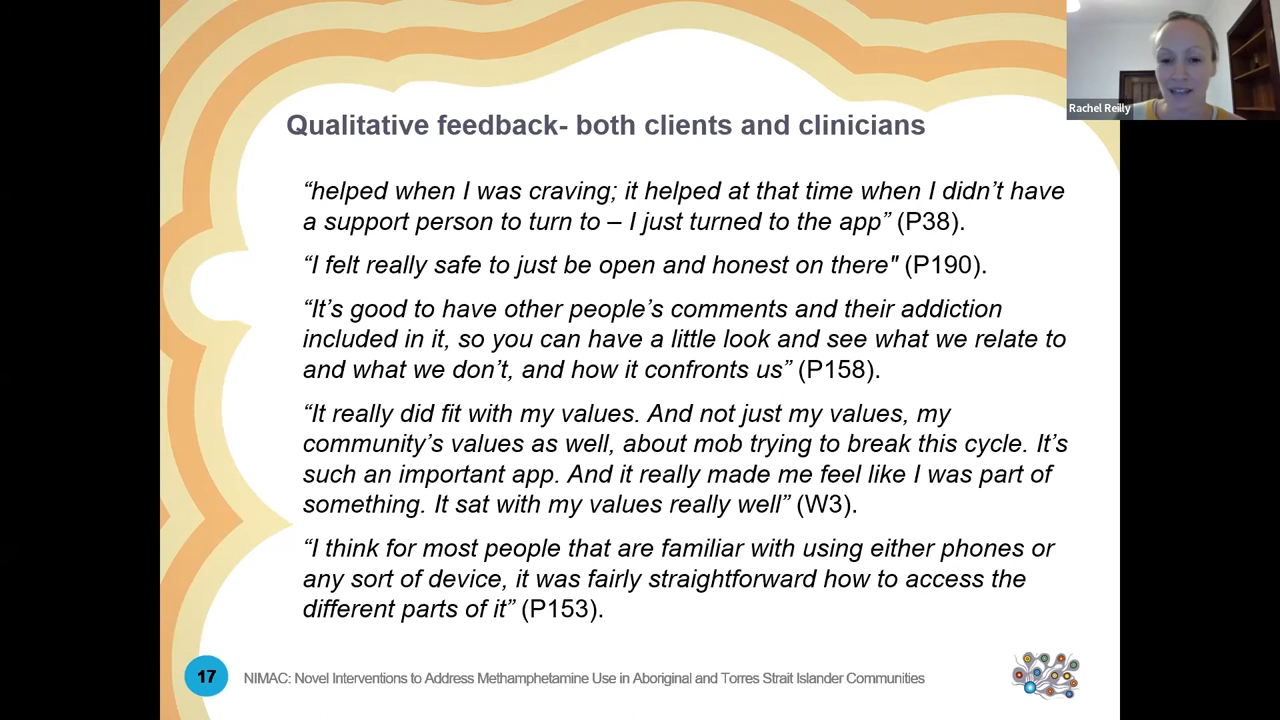 Rachel Reilly
Qualitative feedback- both clients and clinicians
“helped when I was craving; it helped at that time when I didn’t have
a support person to turn to – I just turned to the app” (P38).
“I felt really safe to just be open and honest on there" (P190).
“It’s good to have other people’s comments and their addiction
included in it, so you can have a little look and see what we relate to
and what we don’t, and how it confronts us” (P158).
“It really did fit with my values. And not just my values, my
community’s values as well, about mob trying to break this cycle. It’s
such an important app. And it really made me feel like I was part of
something. It sat with my values really well” (W3).
“I think for most people that are familiar with using either phones or
any sort of device, it was fairly straightforward how to access the
different parts of it” (P153).
17
NIMAC: Novel Interventions to Address Methamphetamine Use in Aboriginal and Torres Strait Islander Communities